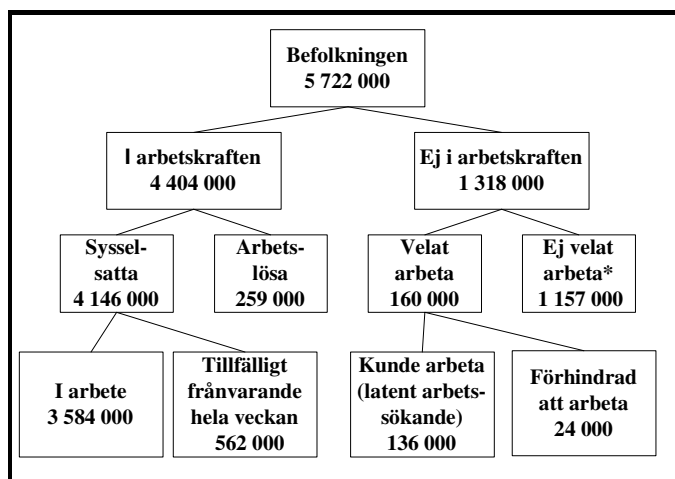 Befolkningen
5 722 000
I arbetskraften
4 404 000
Ej i arbetskraften
1 318 000
Syssel-
satta
4 146 000
Arbets-
lösa
259 000
Velat
arbeta
160 000
Ej velat
arbeta*
1 157 000
I arbete
3 584 000
Tillfälligt
frånvarande
hela veckan
562 000
Kunde arbeta
(latent arbets-
sökande)
136 000
Förhindrad
att arbeta
24 000